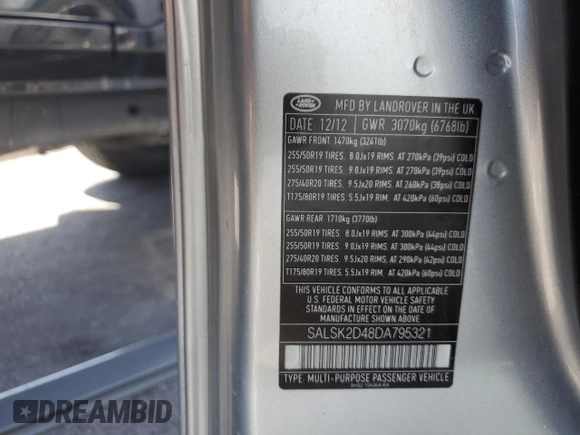 LAND ROVER
MFD BY LANDROVER IN THE UK
DATE: 12/12 GWR: 3070kg (6768lb)
GAWR FRONT: 1470kg (3241lb)
255/50R19 TIRES. 8.0Jx19 RIMS. AT 270kPa (39psi) COLD
255/50R19 TIRES. 9.0Jx19 RIMS. AT 270kPa (39psi) COLD
275/40R20 TIRES. 9.5Jx20 RIMS. AT 260kPa (38psi) COLD
T175/80R19 TIRES. 5.5Jx19 RIM. AT 420kPa (60psi) COLD
GAWR REAR: 1710kg (3770lb)
255/50R19 TIRES. 8.0Jx19 RIMS. AT 300kPa (44psi) COLD
255/50R19 TIRES. 9.0Jx19 RIMS. AT 300kPa (44psi) COLD
275/40R20 TIRES. 9.5Jx20 RIMS. AT 290kPa (42psi) COLD
T175/80R19 TIRES. 5.5Jx19 RIM. AT 420kPa (60psi) COLD
THIS VEHICLE CONFORMS TO ALL APPLICABLE
U.S. FEDERAL MOTOR VEHICLE SAFETY
STANDARDS IN EFFECT ON THE DATE OF
MANUFACTURE SHOWN ABOVE
SALSK2D48DA795321
TYPE: MULTI-PURPOSE PASSENGER VEHICLE
DREAMBID